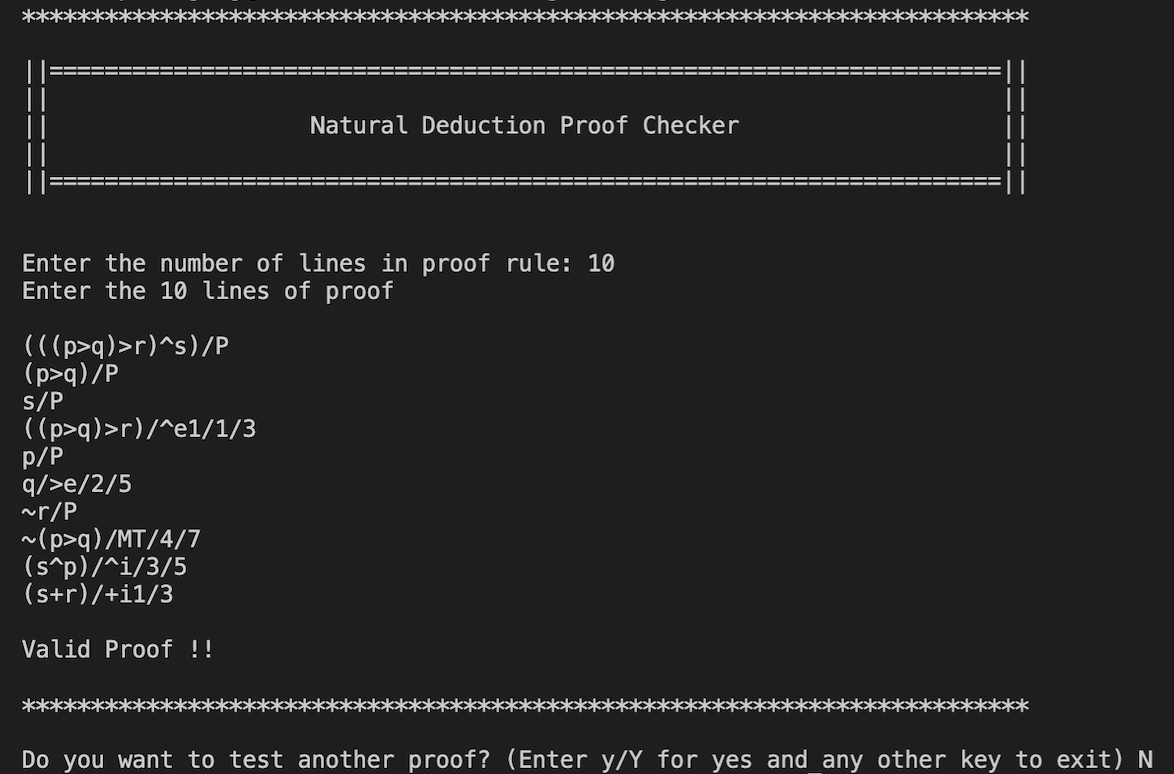 *************************************************************************
||=====================================================================||
||                                                                     ||
||                   Natural Deduction Proof Checker                   ||
||                                                                     ||
||=====================================================================||
Enter the number of lines in proof rule: 10
Enter the 10 lines of proof
(((p>q)>r)^s)/P
(p>q)/P
s/P
((p>q)>r)/^e1/1/3
p/P
q/>e/2/5
~r/P
~(p>q)/MT/4/7
(s^p)/^i/3/5
(s+r)/+i1/3
Valid Proof !!
*************************************************************************
Do you want to test another proof? (Enter y/Y for yes and any other key to exit) N